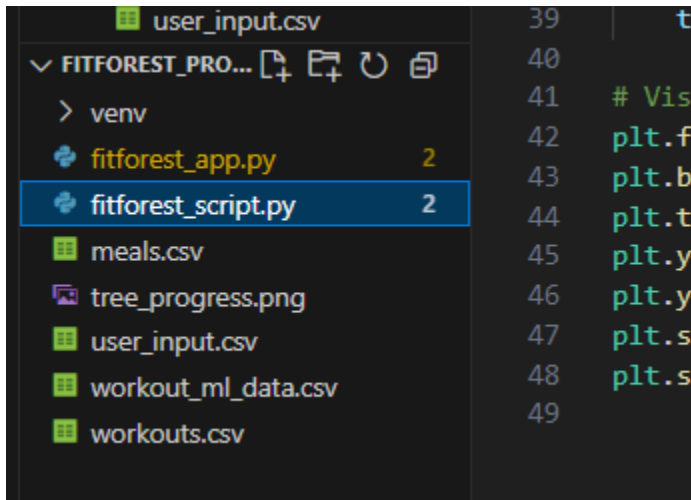 user_input.csv
FITFOREST_PRO...
venv
fitforest_app.py 2
fitforest_script.py 2
meals.csv
tree_progress.png
user_input.csv
workout_ml_data.csv
workouts.csv
39 t
40
41 # Vis
42 plt.f
43 plt.b
44 plt.t
45 plt.y
46 plt.y
47 plt.s
48 plt.s
49